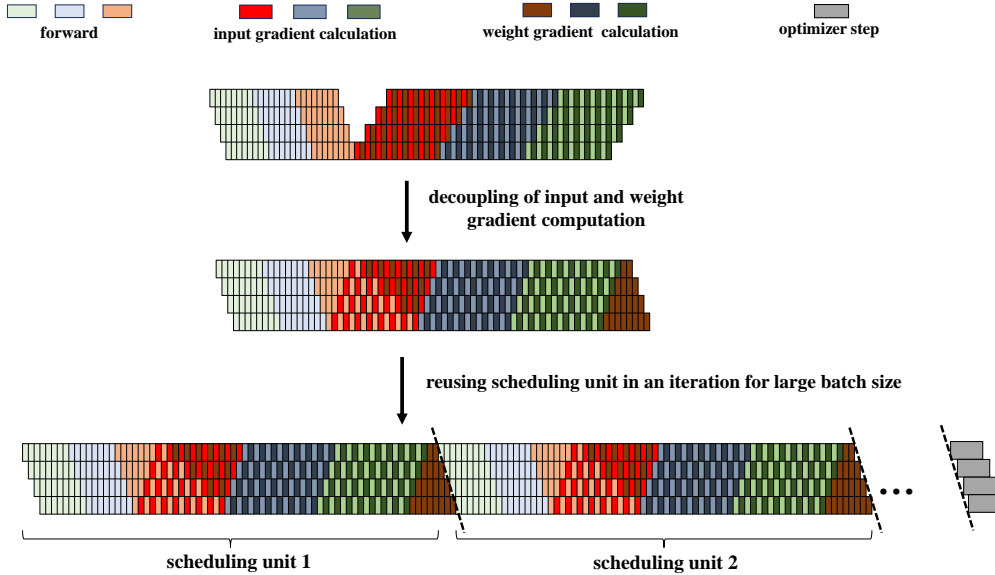 forward
input gradient calculation
weight gradient calculation
optimizer step
decoupling of input and weight
gradient computation
reusing scheduling unit in an iteration for large batch size
•••
scheduling unit 1
scheduling unit 2